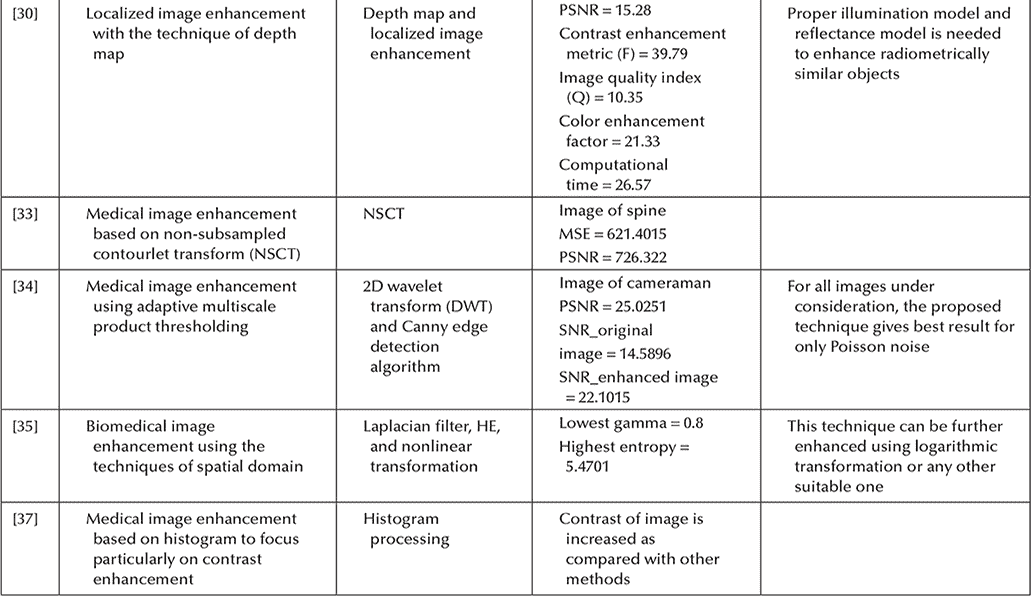 [30]
Localized image enhancement
with the technique of depth
map
Depth map and
localized image
enhancement
PSNR = 15.28
Contrast enhancement
metric (F) = 39.79
Image quality index
(Q) = 10.35
Color enhancement
factor = 21.33
Computational
time = 26.57
Proper illumination model and
reflectance model is needed
to enhance radiometrically
similar objects
[33]
Medical image enhancement
based on non-subsampled
contourlet transform (NSCT)
NSCT
Image of spine
MSE = 621.4015
PSNR = 726.322
[34]
Medical image enhancement
using adaptive multiscale
product thresholding
2D wavelet
transform (DWT)
and Canny edge
detection
algorithm
Image of cameraman
PSNR = 25.0251
SNR_original
image = 14.5896
SNR_enhanced image
= 22.1015
For all images under
consideration, the proposed
technique gives best result for
only Poisson noise
[35]
Biomedical image
enhancement using the
techniques of spatial domain
Laplacian filter, HE,
and nonlinear
transformation
Lowest gamma = 0.8
Highest entropy =
5.4701
This technique can be further
enhanced using logarithmic
transformation or any other
suitable one
[37]
Medical image enhancement
based on histogram to focus
particularly on contrast
enhancement
Histogram
processing
Contrast of image is
increased as
compared with other
methods